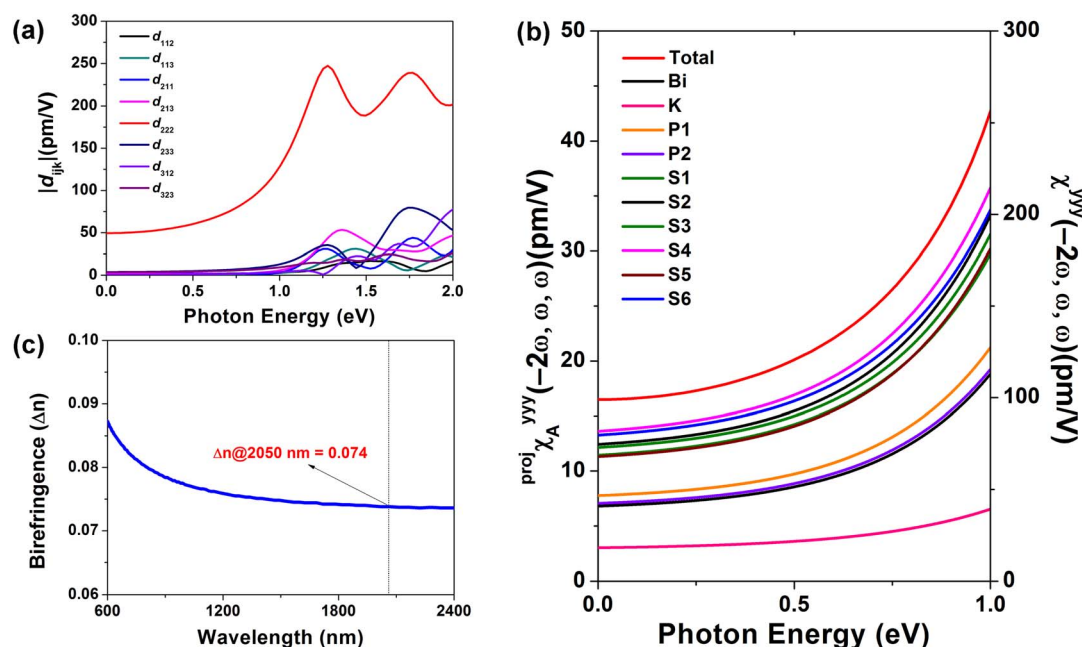 (a)
d112
d113
d211
d213
d222
d233
d312
d323
|dijk|(pm/V)
300
250
200
150
100
50
0
0.0 0.5 1.0 1.5 2.0
Photon Energy (eV)
(b)
Total
Bi
K
P1
P2
S1
S2
S3
S4
S5
S6
proj χA yyy (−2ω, ω, ω)(pm/V)
50
40
30
20
10
0
χyyy (−2ω, ω, ω)(pm/V)
300
200
100
0
0.0 0.5 1.0
Photon Energy (eV)
(c)
Birefringence (Δn)
0.10
0.09
0.08
0.07
0.06
Δn@2050 nm = 0.074
600 1200 1800 2400
Wavelength (nm)